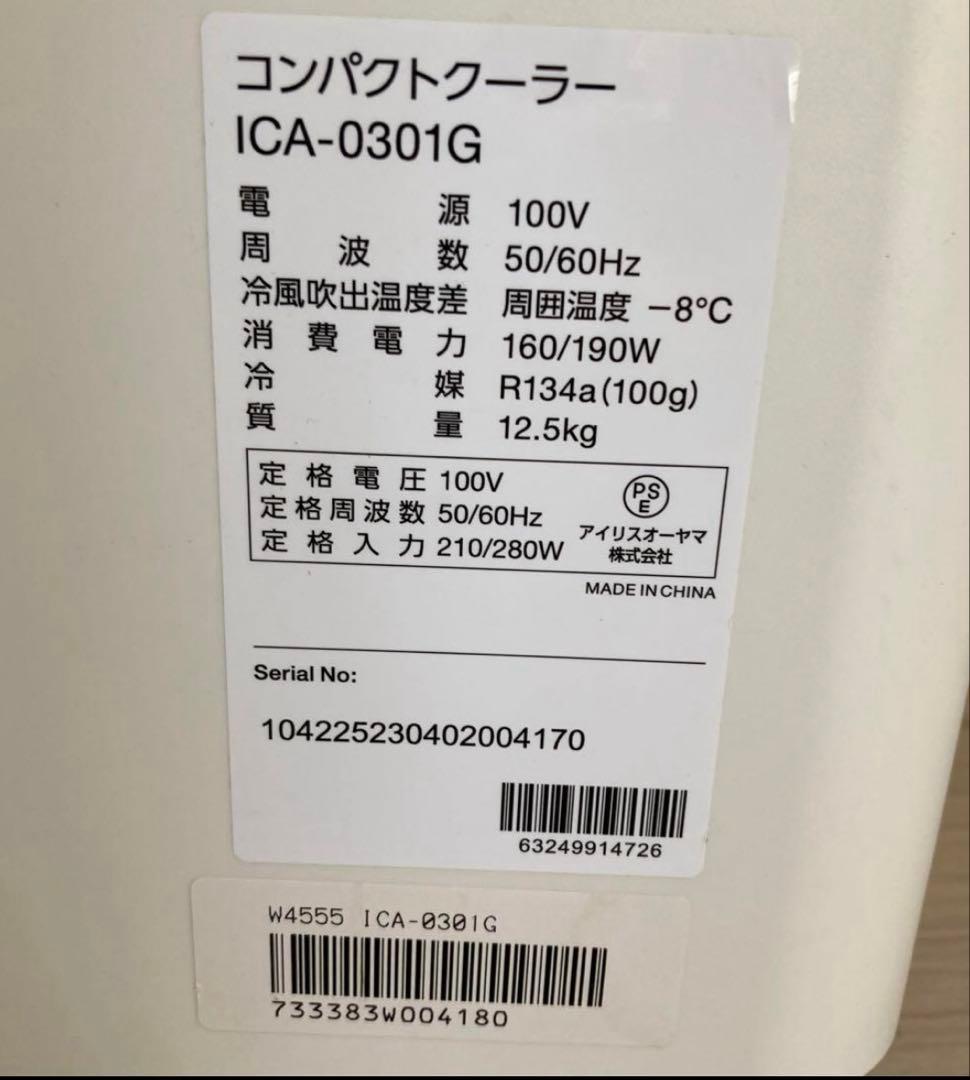 コンパクトクーラー
ICA-0301G
電源 100V
周波数 50/60Hz
冷風吹出温度差 周囲温度 −8℃
消費電力 160/190W
冷媒 R134a(100g)
質量 12.5kg
定格電圧 100V
定格周波数 50/60Hz
定格入力 210/280W
PSE
アイリスオーヤマ
株式会社
MADE IN CHINA
Serial No:
104225230402004170
63249914726
W4555 ICA-0301G
733383W004180